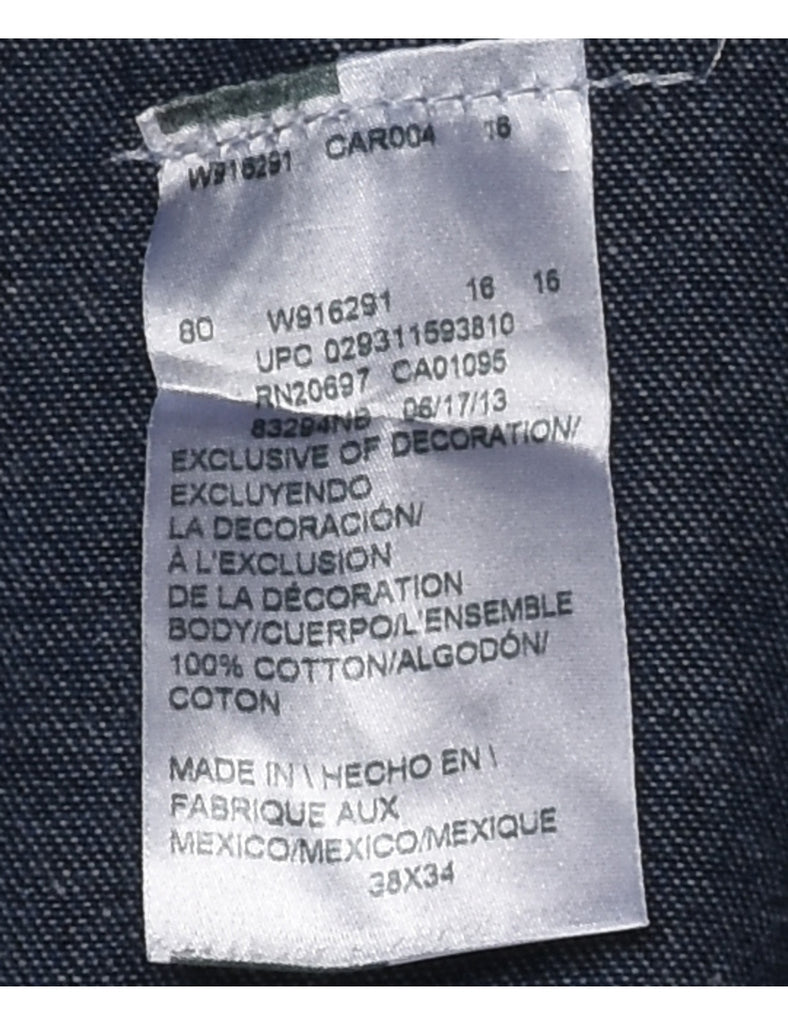 W916291 CAR004 16
80 W916291 16 16
UPC 029311593810
RN20697 CA01095
83294NB 06/17/13
EXCLUSIVE OF DECORATION/
EXCLUYENDO
LA DECORACIÓN/
À L'EXCLUSION
DE LA DÉCORATION
BODY/CUERPO/L'ENSEMBLE
100% COTTON/ALGODÓN/
COTON
MADE IN \ HECHO EN \
FABRIQUE AUX
MEXICO/MEXICO/MEXIQUE
38X34